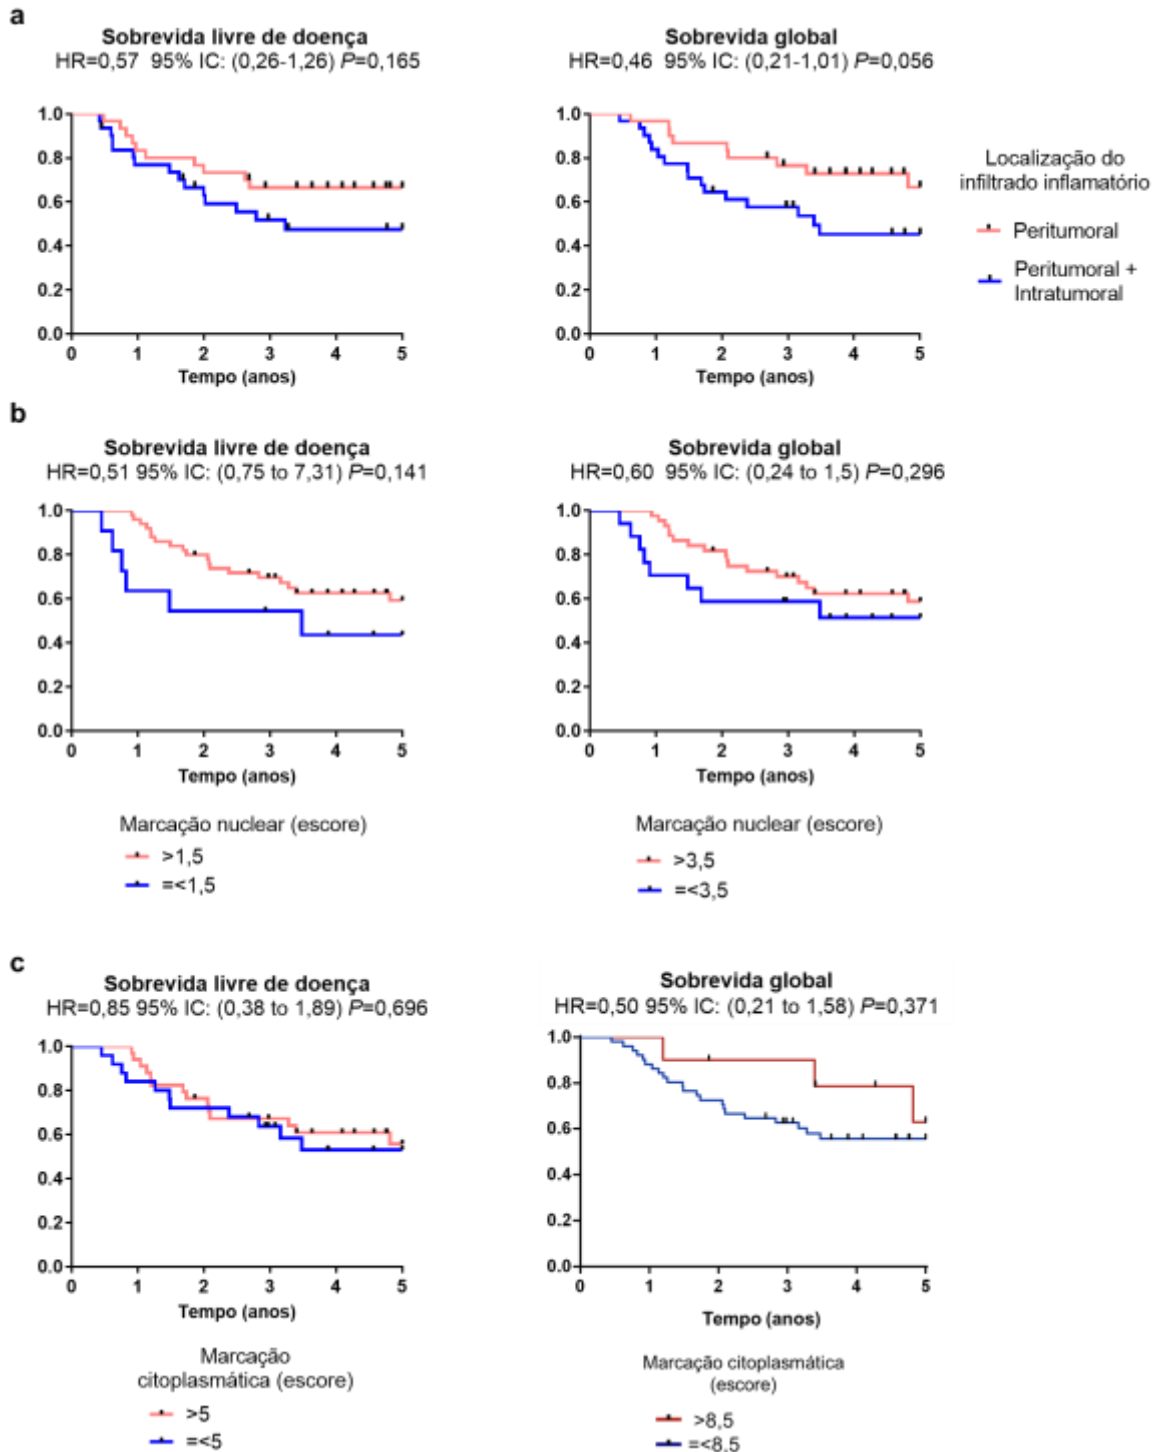 a
Sobrevida livre de doença
HR=0,57 95% IC: (0,26-1,26) P=0,165
1.0
0.8
0.6
0.4
0.2
0.0
0 1 2 3 4 5
Tempo (anos)
Sobrevida global
HR=0,46 95% IC: (0,21-1,01) P=0,056
1.0
0.8
0.6
0.4
0.2
0.0
0 1 2 3 4 5
Tempo (anos)
Localização do
infiltrado inflamatório
Peritumoral
Peritumoral +
Intratumoral
b
Sobrevida livre de doença
HR=0,51 95% IC: (0,75 to 7,31) P=0,141
1.0
0.8
0.6
0.4
0.2
0.0
0 1 2 3 4 5
Tempo (anos)
Marcação nuclear (escore)
>1,5
=<1,5
Sobrevida global
HR=0,60 95% IC: (0,24 to 1,5) P=0,296
1.0
0.8
0.6
0.4
0.2
0.0
0 1 2 3 4 5
Tempo (anos)
Marcação nuclear (escore)
>3,5
=<3,5
c
Sobrevida livre de doença
HR=0,85 95% IC: (0,38 to 1,89) P=0,696
1.0
0.8
0.6
0.4
0.2
0.0
0 1 2 3 4 5
Tempo (anos)
Marcação
citoplasmática (escore)
>5
=<5
Sobrevida global
HR=0,50 95% IC: (0,21 to 1,58) P=0,371
1.0
0.8
0.6
0.4
0.2
0.0
0 1 2 3 4 5
Tempo (anos)
Marcação citoplasmática
(escore)
>8,5
=<8,5